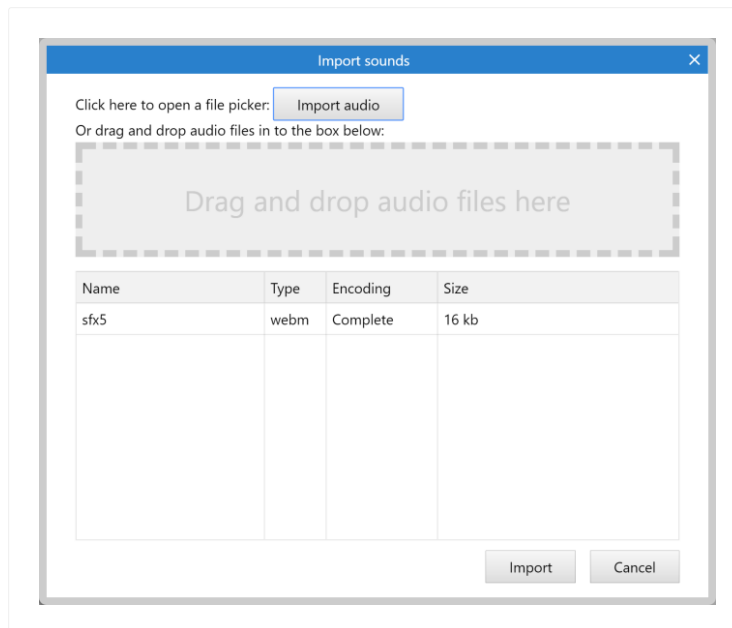 Import sounds
Click here to open a file picker: Import audio
Or drag and drop audio files in to the box below:
Drag and drop audio files here
Name Type Encoding Size
sfx5 webm Complete 16 kb
Import Cancel